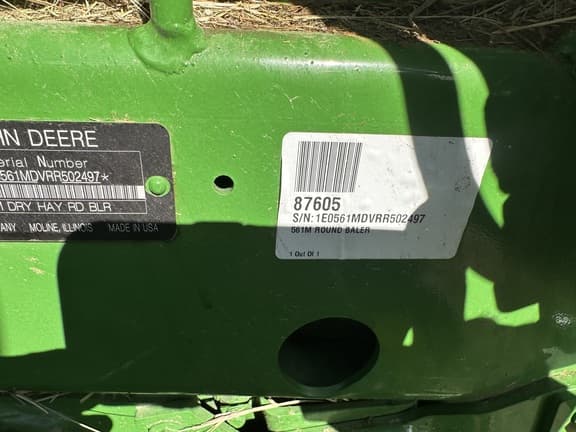 IN DEERE
erial Number
561MDVRR502497*
DRY HAY RD BLR
ANY MOLINE, ILLINOIS MADE IN USA
87605
S/N: 1E0561MDVRR502497
561M ROUND BALER
1 Out Of 1